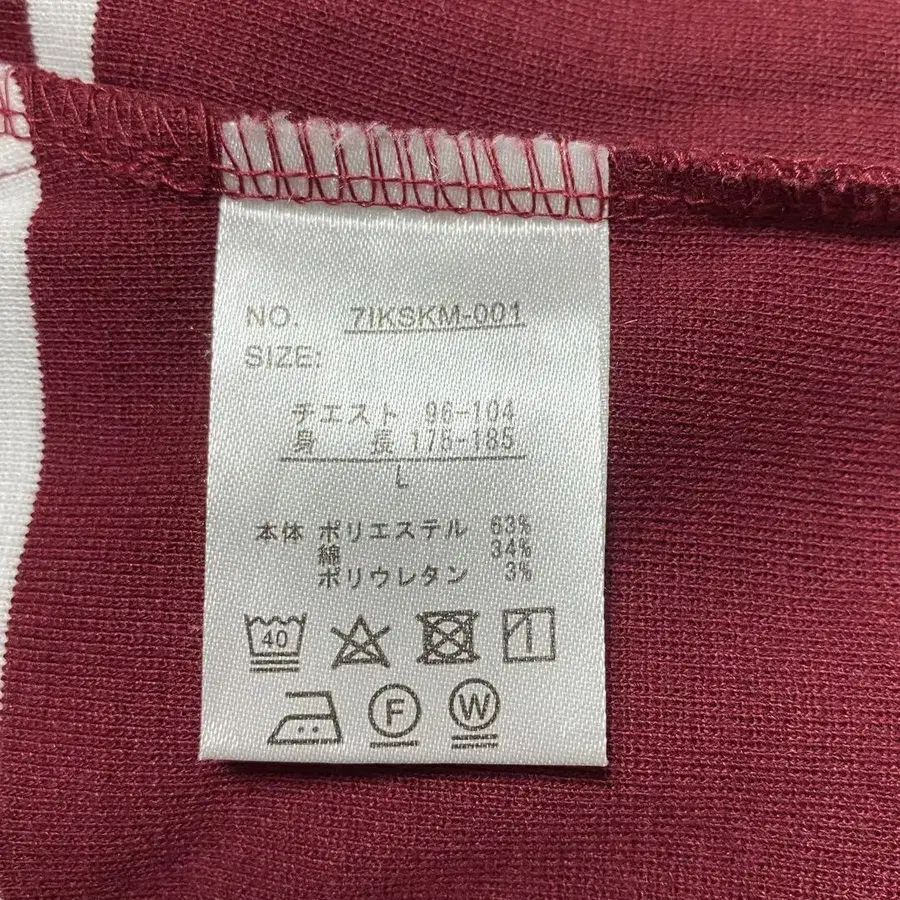 NO. 7IKSKM-001
SIZE:
チエスト 96-104
身 長 176-185
L
本体 ポリエステル 63%
綿 34%
ポリウレタン 3%
40
F W